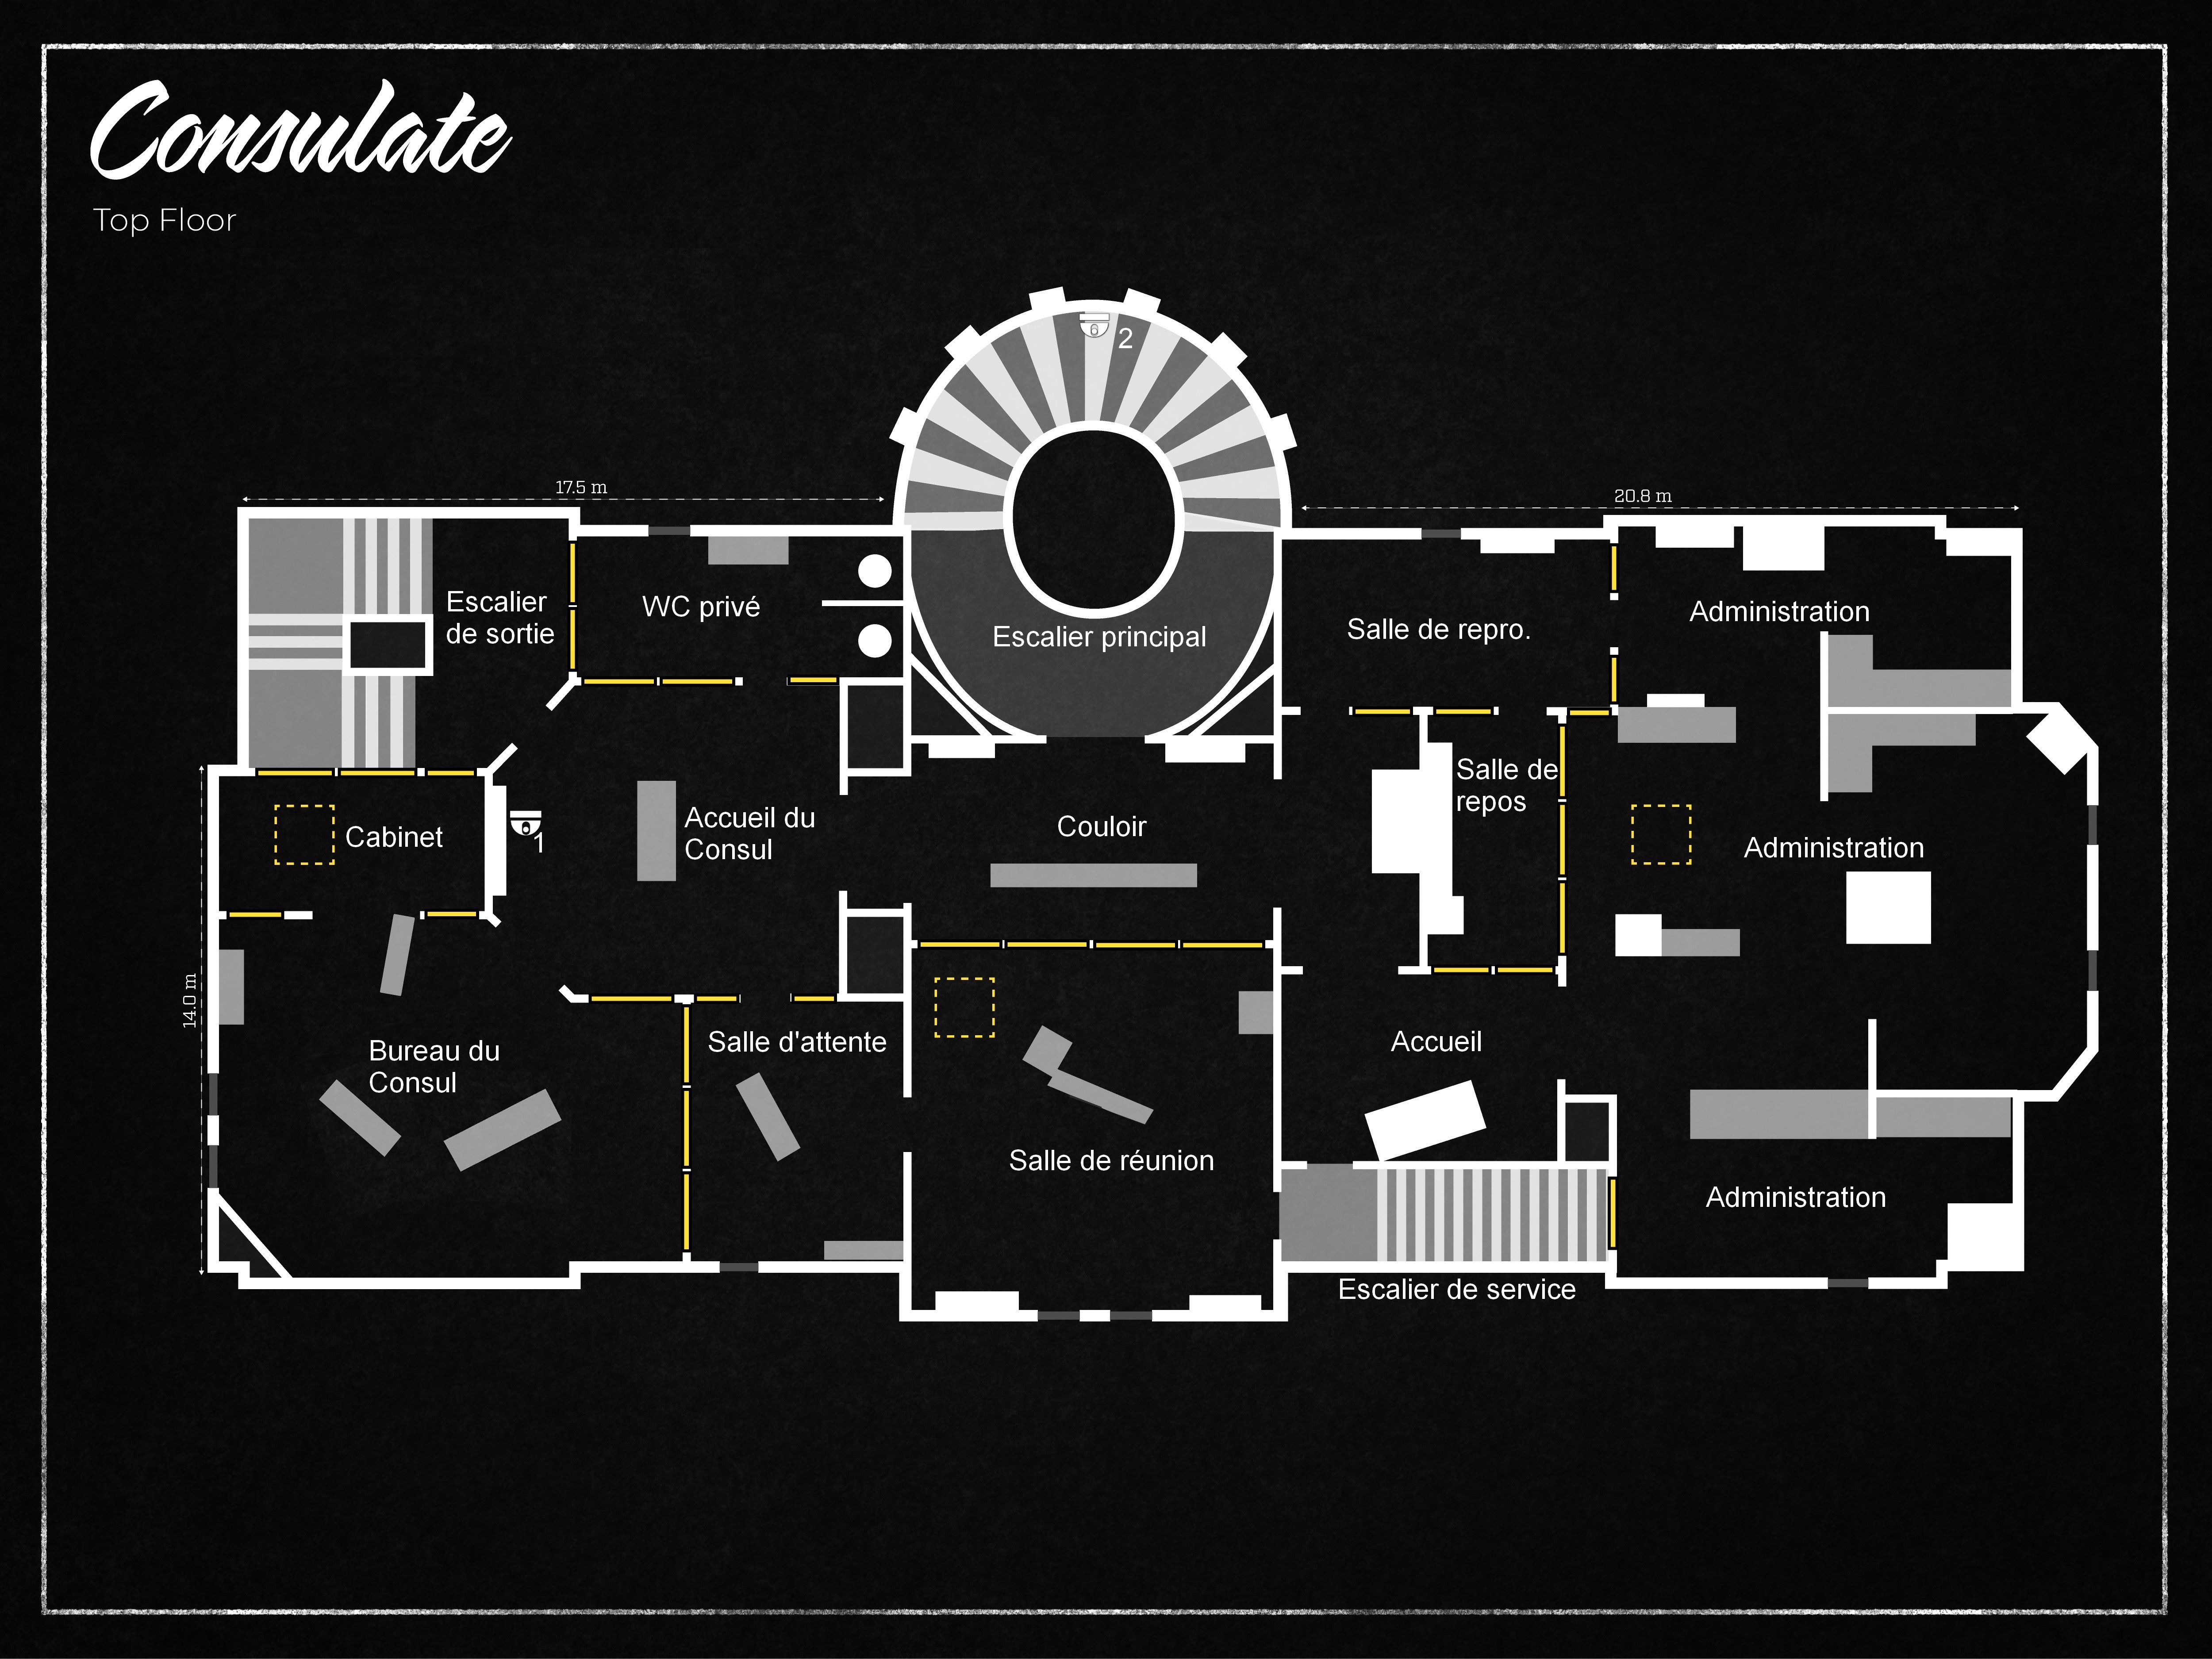 Consulate
Top Floor
6
2
17.5 m
20.8 m
Escalier
de sortie
WC privé
Escalier principal
Salle de repro.
Administration
Cabinet
1
Accueil du
Consul
Couloir
Salle de
repos
Administration
14.0 m
Bureau du
Consul
Salle d'attente
Salle de réunion
Accueil
Administration
Escalier de service